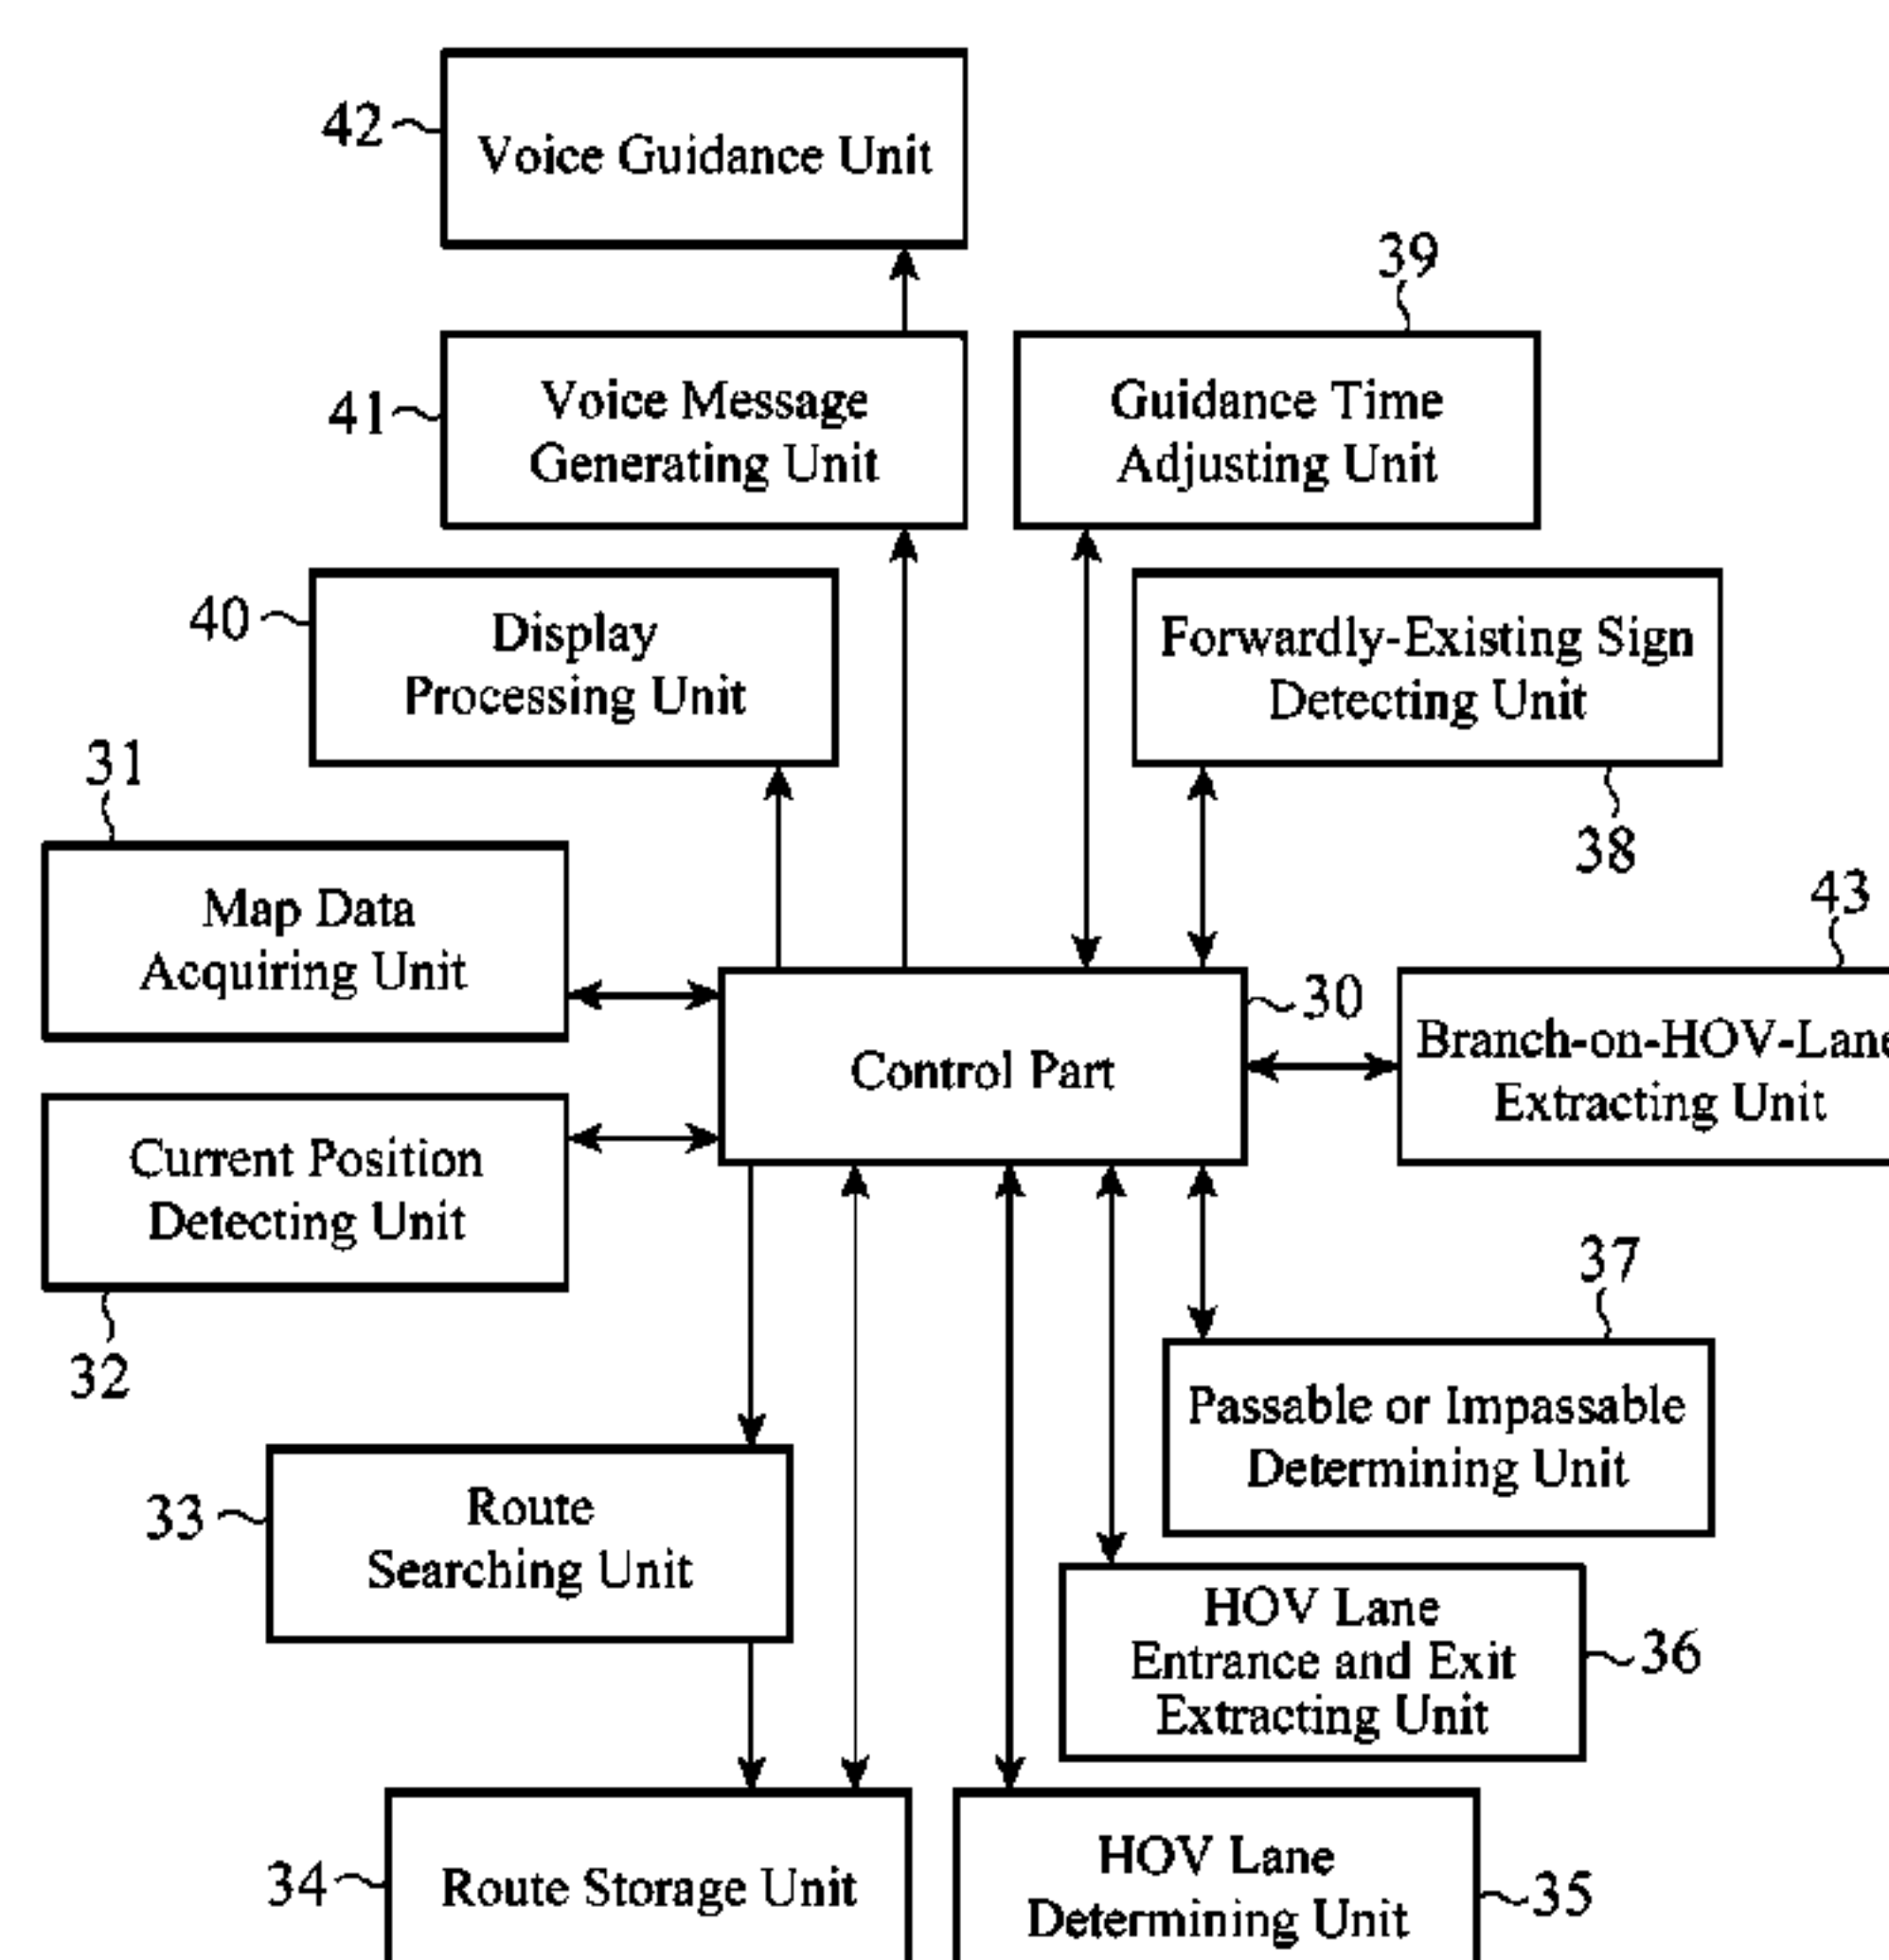 42
Voice Guidance Unit
39
41
Voice Message
Generating Unit
Guidance Time
Adjusting Unit
40
Display
Processing Unit
Forwardly-Existing Sign
Detecting Unit
31
38
Map Data
Acquiring Unit
43
30
Control Part
Branch-on-HOV-Lane
Extracting Unit
Current Position
Detecting Unit
32
37
Passable or Impassable
Determining Unit
33
Route
Searching Unit
HOV Lane
Entrance and Exit
Extracting Unit
36
34
Route Storage Unit
HOV Lane
Determining Unit
35